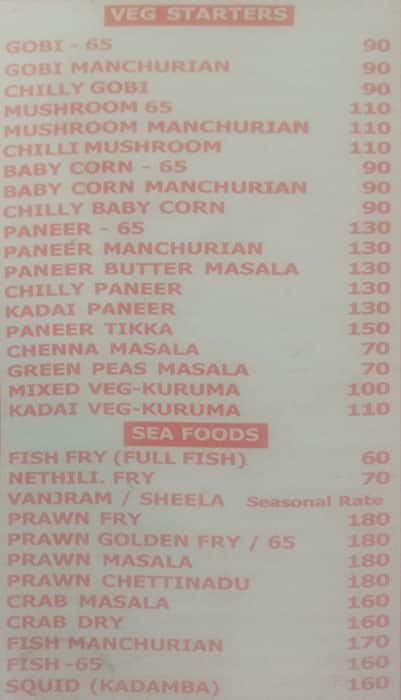 VEG STARTERS
GOBI - 65 90
GOBI MANCHURIAN 90
CHILLY GOBI 90
MUSHROOM 65 110
MUSHROOM MANCHURIAN 110
CHILLI MUSHROOM 110
BABY CORN - 65 90
BABY CORN MANCHURIAN 90
CHILLY BABY CORN 90
PANEER - 65 130
PANEER MANCHURIAN 130
PANEER BUTTER MASALA 130
CHILLY PANEER 130
KADAI PANEER 130
PANEER TIKKA 150
CHENNA MASALA 70
GREEN PEAS MASALA 70
MIXED VEG-KURUMA 100
KADAI VEG-KURUMA 110
SEA FOODS
FISH FRY (FULL FISH) 60
NETHILI. FRY 70
VANJRAM / SHEELA Seasonal Rate
PRAWN FRY 180
PRAWN GOLDEN FRY / 65 180
PRAWN MASALA 180
PRAWN CHETTINADU 180
CRAB MASALA 160
CRAB DRY 160
FISH MANCHURIAN 170
FISH -65 160
SQUID (KADAMBA) 160